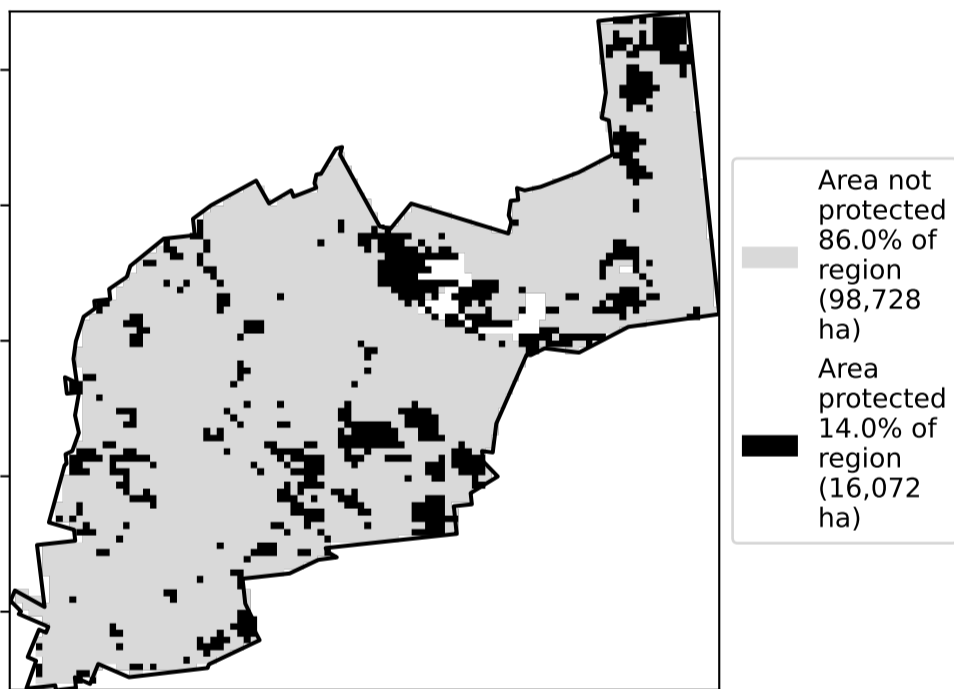 Area not
protected
86.0% of
region
(98,728
ha)
Area
protected
14.0% of
region
(16,072
ha)